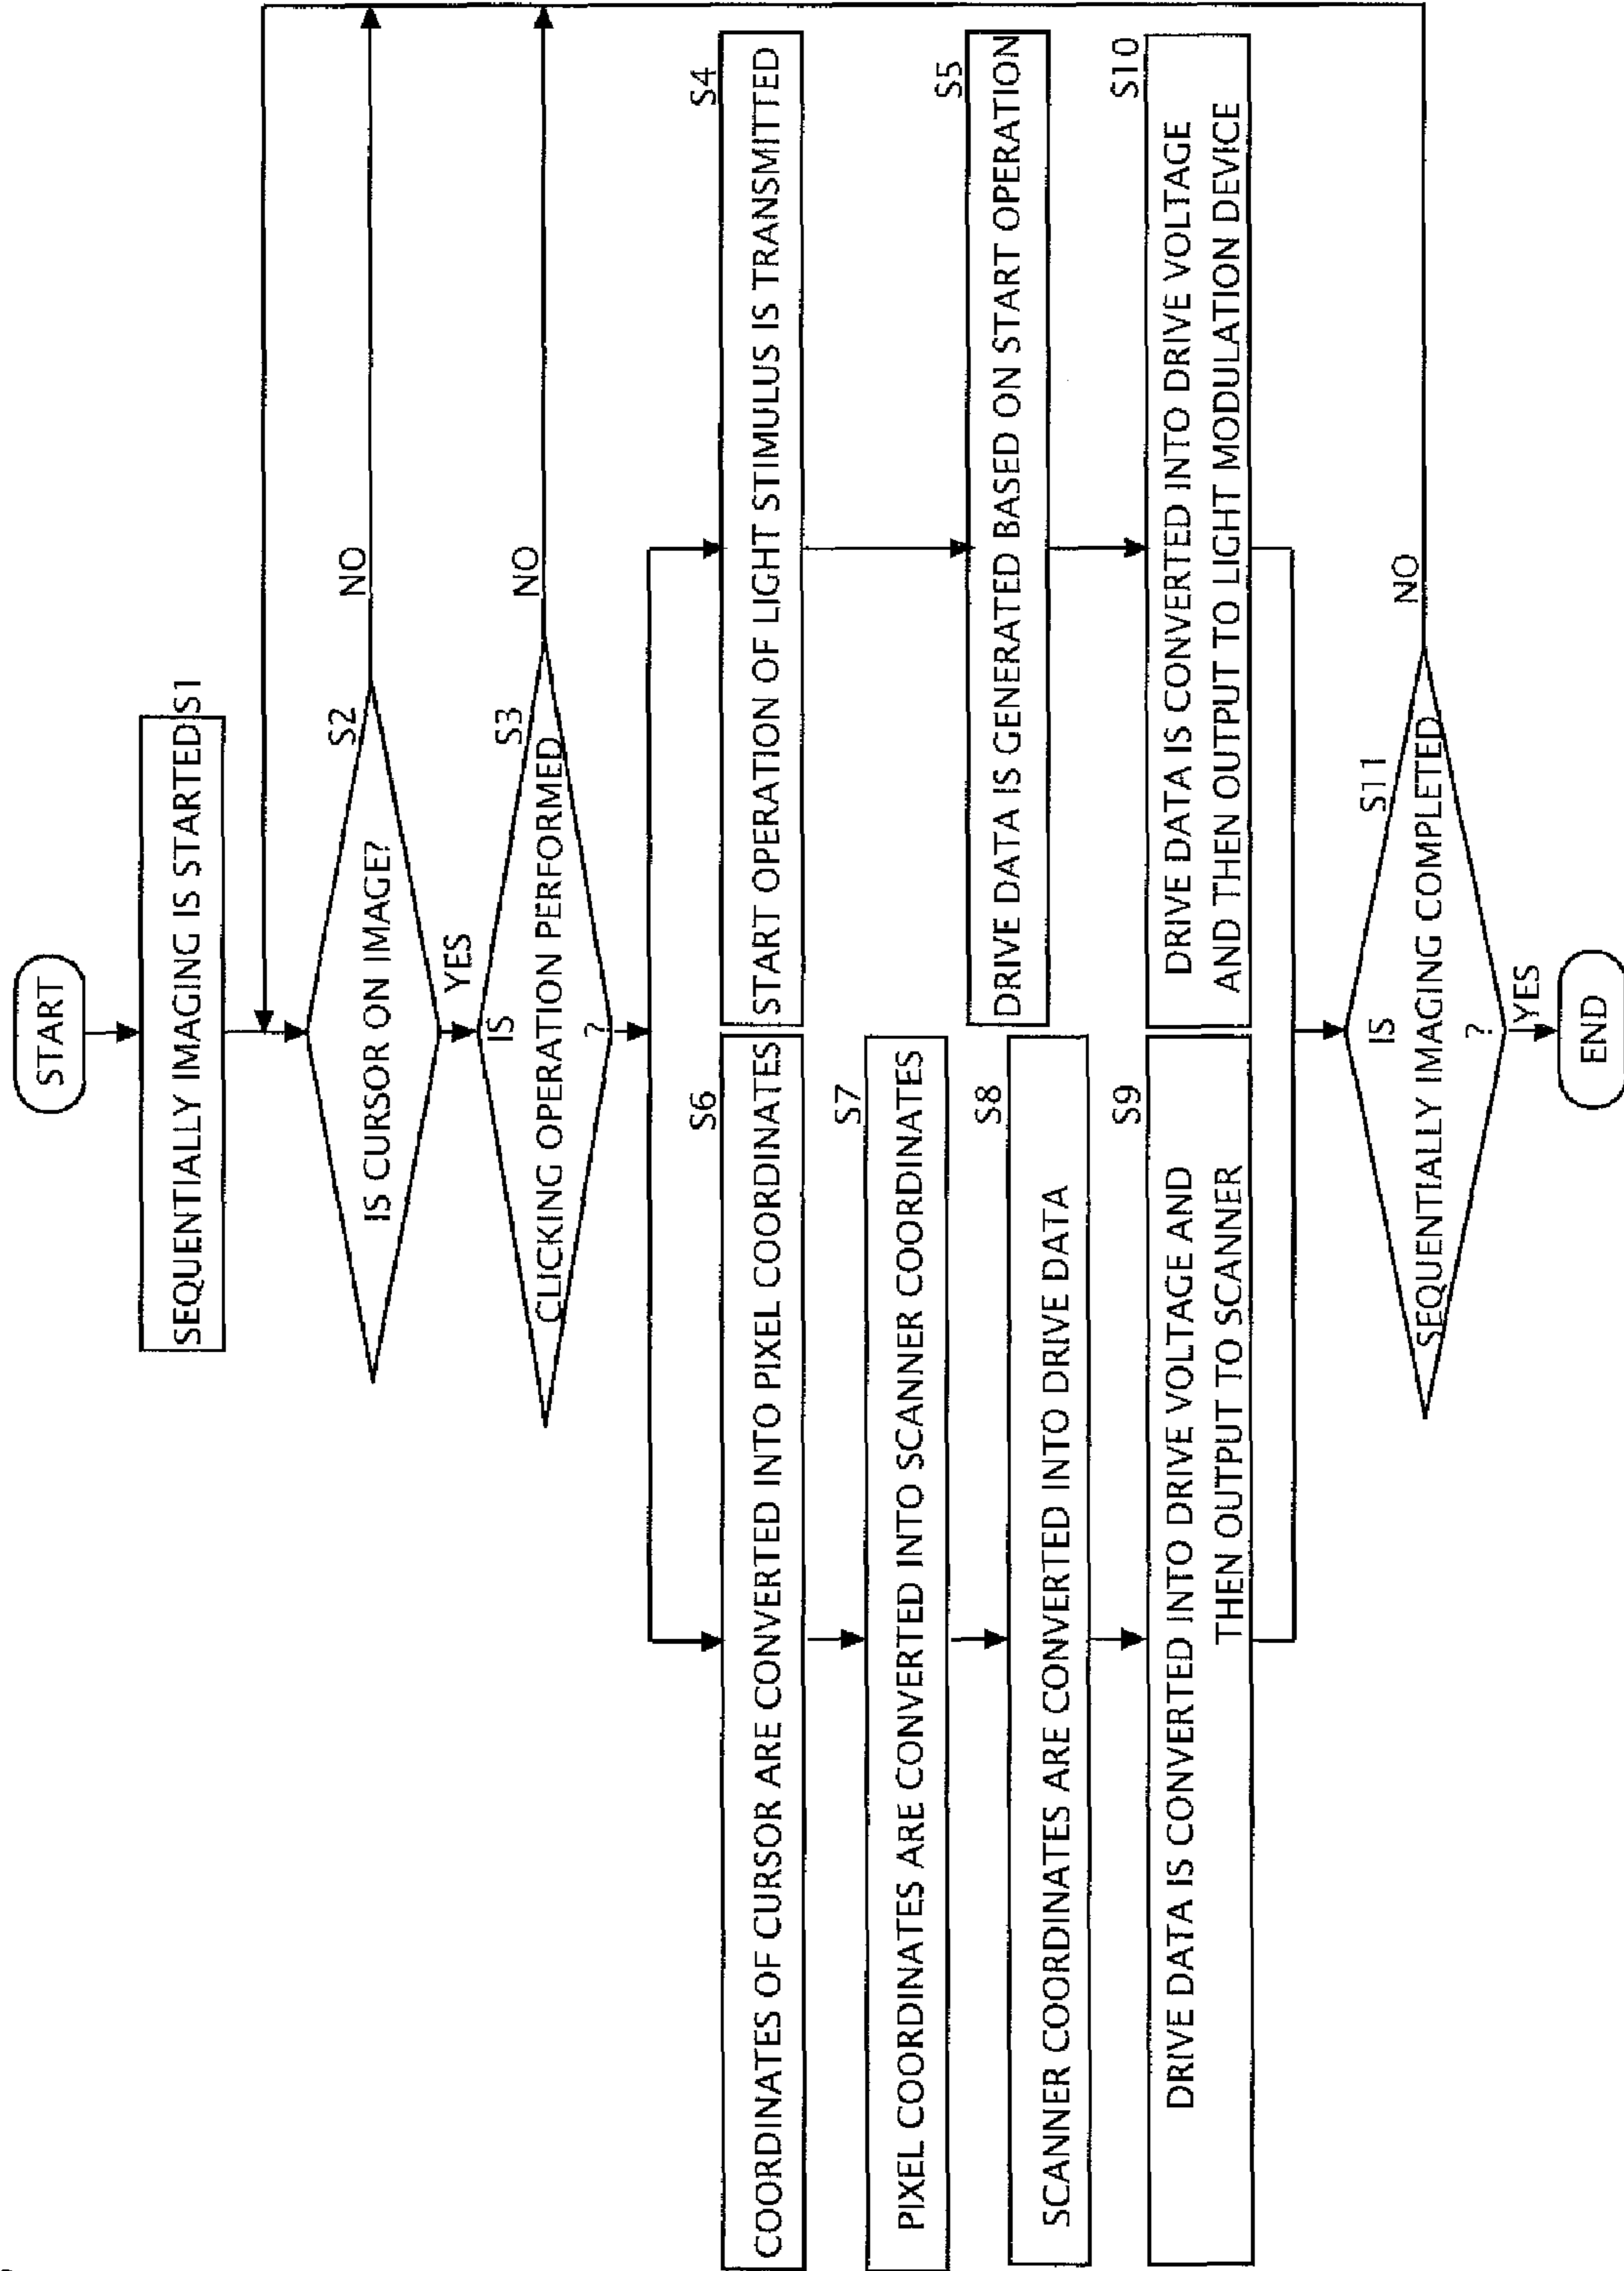 START
SEQUENTIALLY IMAGING IS STARTED S1
S2
IS CURSOR ON IMAGE?
NO
YES
S3
IS
CLICKING OPERATION PERFORMED
?
NO
S6
COORDINATES OF CURSOR ARE CONVERTED INTO PIXEL COORDINATES
S7
PIXEL COORDINATES ARE CONVERTED INTO SCANNER COORDINATES
S8
SCANNER COORDINATES ARE CONVERTED INTO DRIVE DATA
S9
DRIVE DATA IS CONVERTED INTO DRIVE VOLTAGE AND
THEN OUTPUT TO SCANNER
S4
START OPERATION OF LIGHT STIMULUS IS TRANSMITTED
S5
DRIVE DATA IS GENERATED BASED ON START OPERATION
S10
DRIVE DATA IS CONVERTED INTO DRIVE VOLTAGE
AND THEN OUTPUT TO LIGHT MODULATION DEVICE
S11
IS
SEQUENTIALLY IMAGING COMPLETED
?
NO
YES
END